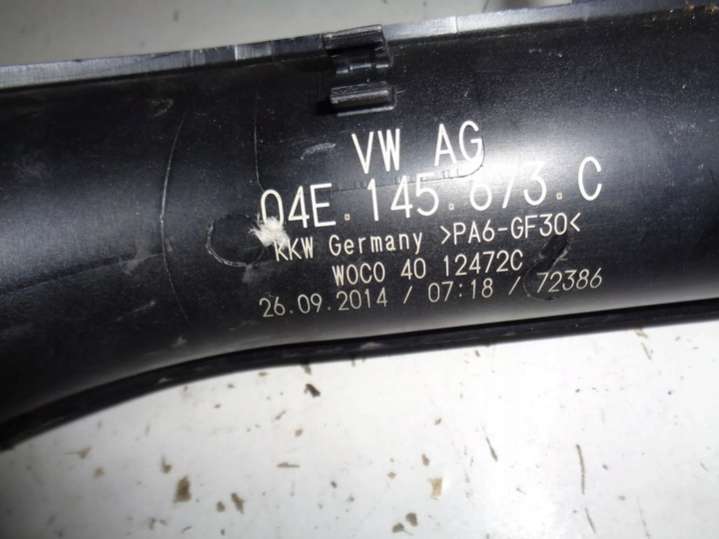 VW AG
04E.145.673.C
KKW Germany >PA6-GF30<
WOCO 40 12472C
26.09.2014 / 07:18 / 72386